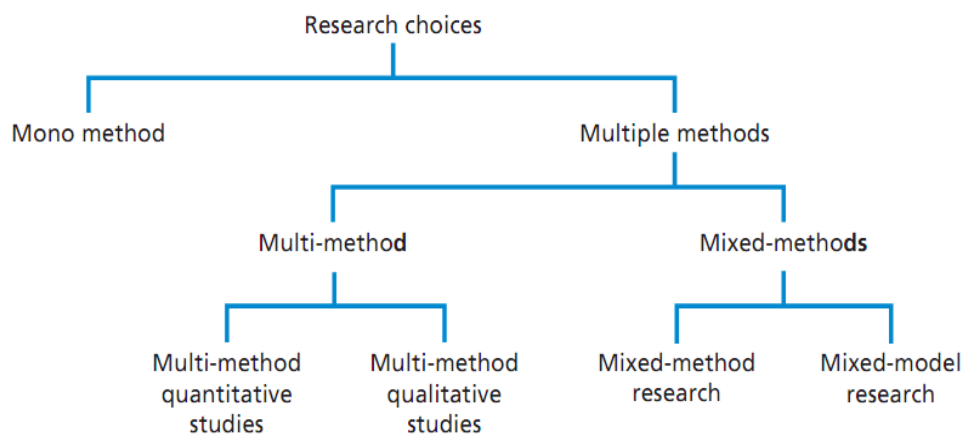 Research choices
Mono method
Multiple methods
Multi-method
Mixed-methods
Multi-method
quantitative
studies
Multi-method
qualitative
studies
Mixed-method
research
Mixed-model
research